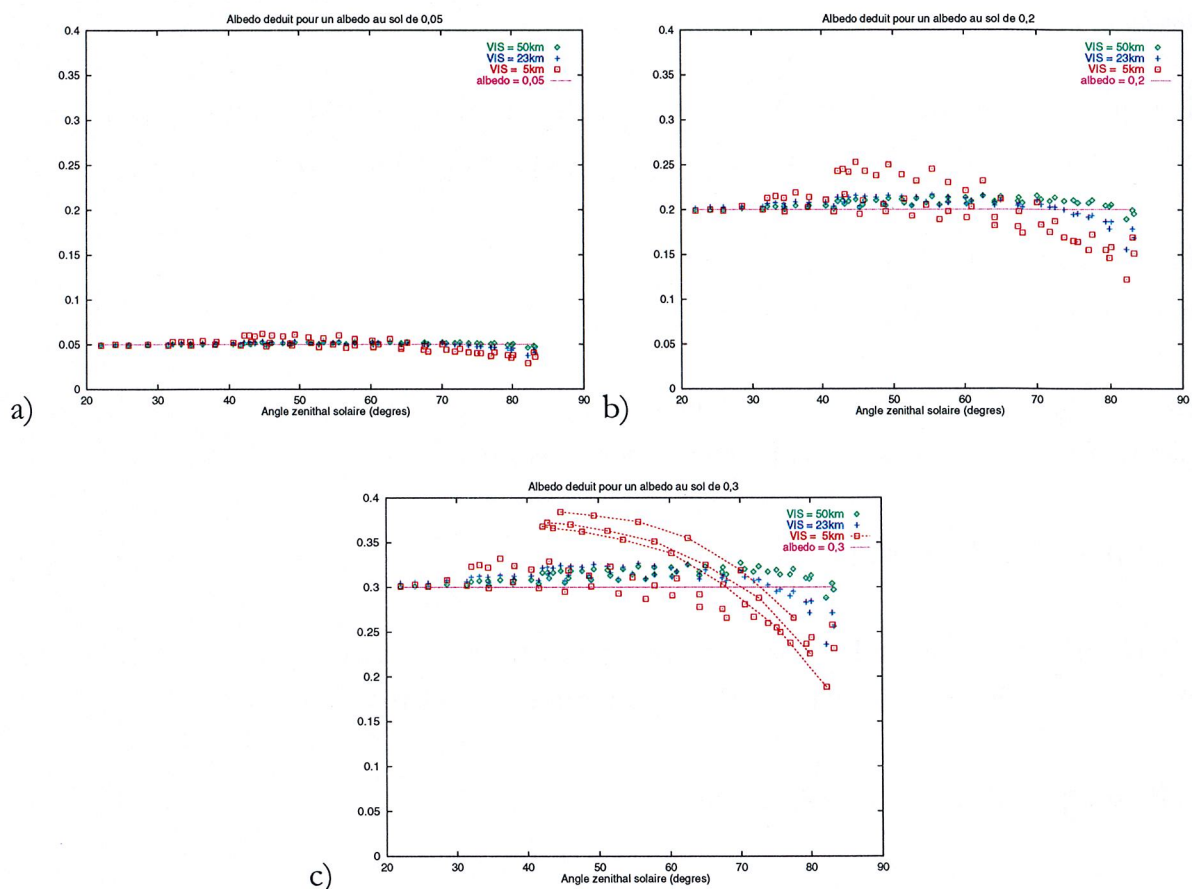 Albedo deduit pour un albedo au sol de 0,05
0.4
0.35
0.3
0.25
0.2
0.15
0.1
0.05
0
VIS = 50km
VIS = 23km
VIS = 5km
albedo = 0,05
20 30 40 50 60 70 80 90
Angle zenithal solaire (degres)
a)
Albedo deduit pour un albedo au sol de 0,2
0.4
0.35
0.3
0.25
0.2
0.15
0.1
0.05
0
VIS = 50km
VIS = 23km
VIS = 5km
albedo = 0,2
20 30 40 50 60 70 80 90
Angle zenithal solaire (degres)
b)
Albedo deduit pour un albedo au sol de 0,3
0.4
0.35
0.3
0.25
0.2
0.15
0.1
0.05
0
VIS = 50km
VIS = 23km
VIS = 5km
albedo = 0,3
20 30 40 50 60 70 80 90
Angle zenithal solaire (degres)
c)